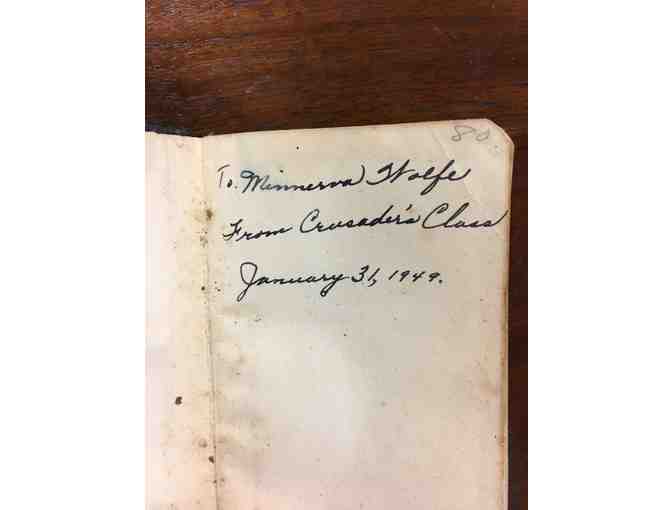 80.
To. Minnerva Wolfe
From Crusader's Class
January 31, 1949.